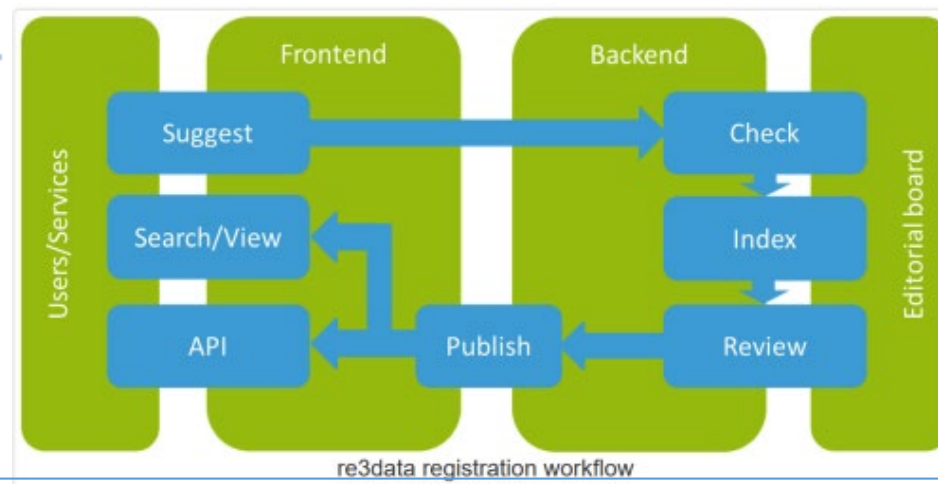 Frontend
Backend
Users/Services
Editorial board
Suggest
Check
Search/View
Index
API
Publish
Review
re3data registration workflow